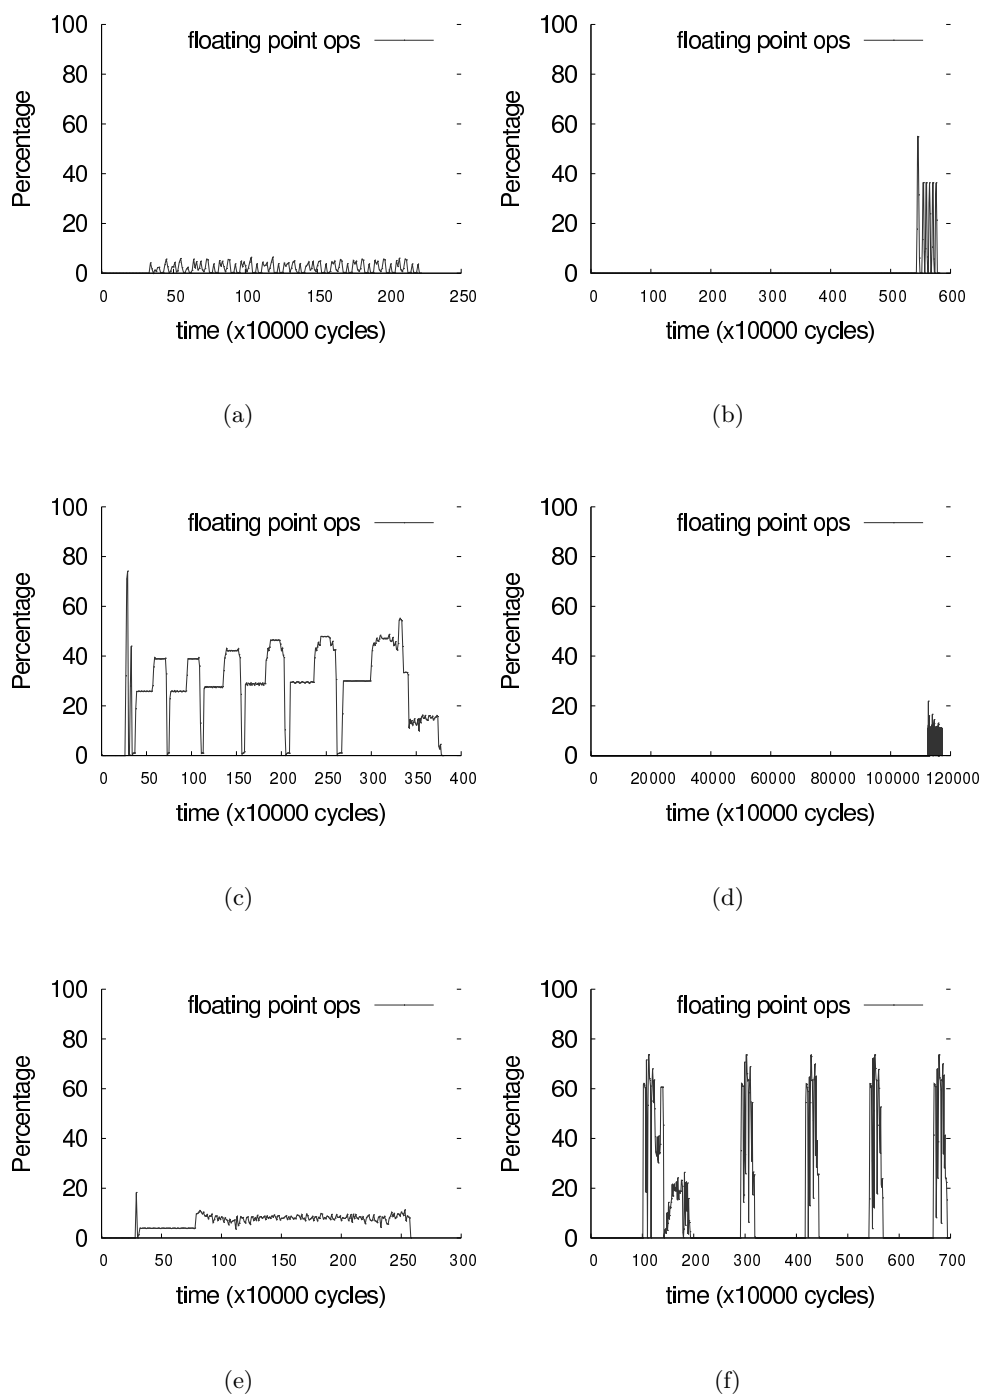 floating point ops
Percentage
100
80
60
40
20
0
0 50 100 150 200 250
time (x10000 cycles)
(a)
floating point ops
Percentage
100
80
60
40
20
0
0 100 200 300 400 500 600
time (x10000 cycles)
(b)
floating point ops
Percentage
100
80
60
40
20
0
0 50 100 150 200 250 300 350 400
time (x10000 cycles)
(c)
floating point ops
Percentage
100
80
60
40
20
0
0 20000 40000 60000 80000 100000 120000
time (x10000 cycles)
(d)
floating point ops
Percentage
100
80
60
40
20
0
0 50 100 150 200 250 300
time (x10000 cycles)
(e)
floating point ops
Percentage
100
80
60
40
20
0
0 100 200 300 400 500 600 700
time (x10000 cycles)
(f)